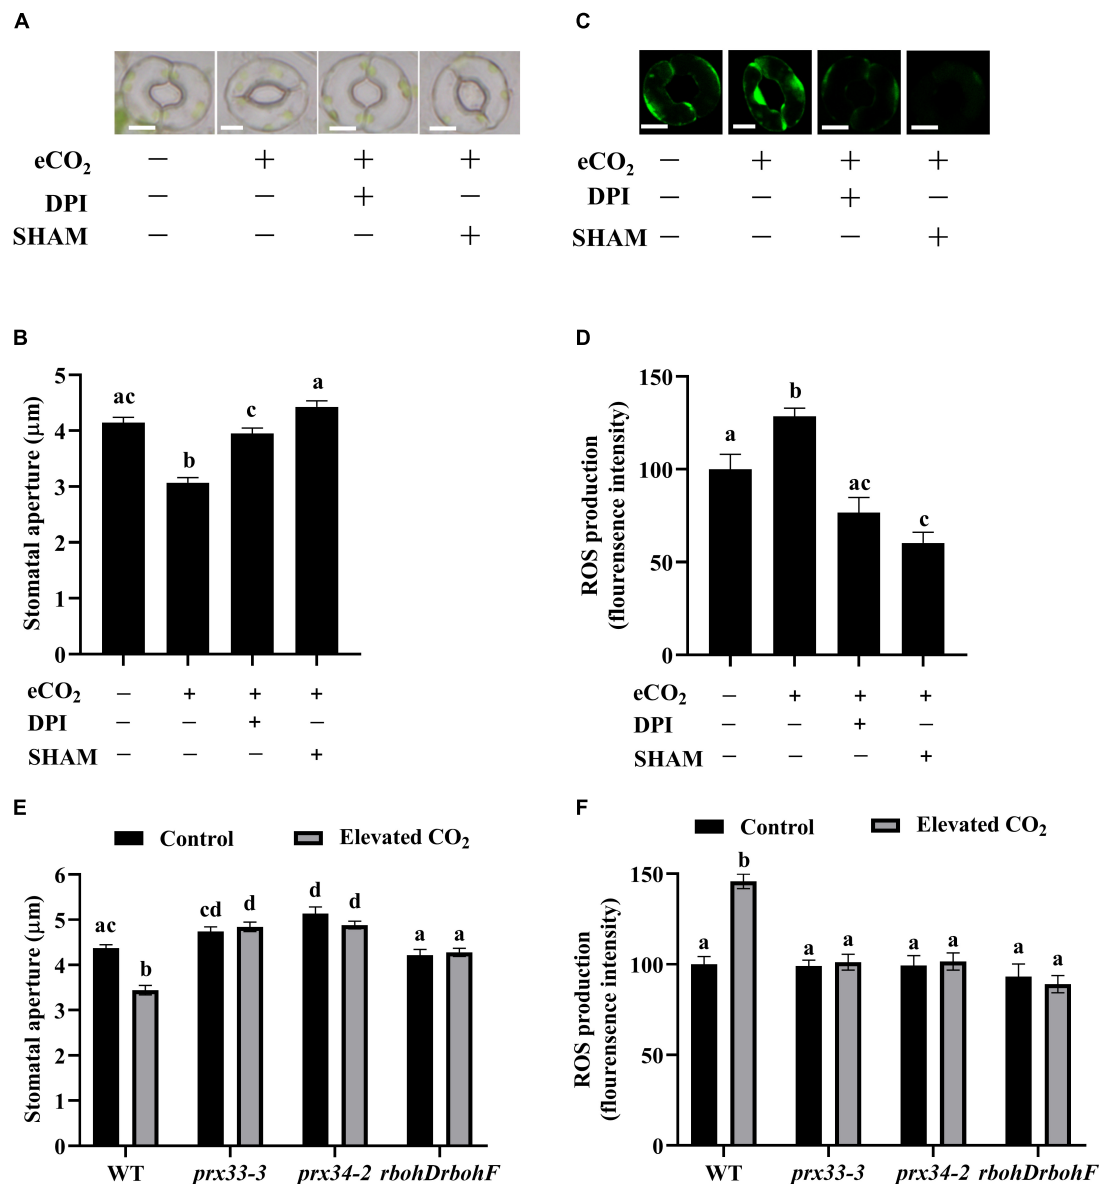 A
eCO2 − + + +
DPI − − + −
SHAM − − − +
C
eCO2 − + + +
DPI − − + −
SHAM − − − +
B
Stomatal aperture (μm)
5
4
3
2
1
0
ac b c a
eCO2 − + + +
DPI − − + −
SHAM − − − +
D
ROS production
(flourensence intensity)
150
100
50
0
a b ac c
eCO2 − + + +
DPI − − + −
SHAM − − − +
E
Control Elevated CO2
Stomatal aperture (μm)
6
5
4
3
2
1
0
ac b cd d d d a a
WT prx33-3 prx34-2 rbohDrbohF
F
Control Elevated CO2
ROS production
(flourensence intensity)
150
100
50
0
a b a a a a a a
WT prx33-3 prx34-2 rbohDrbohF